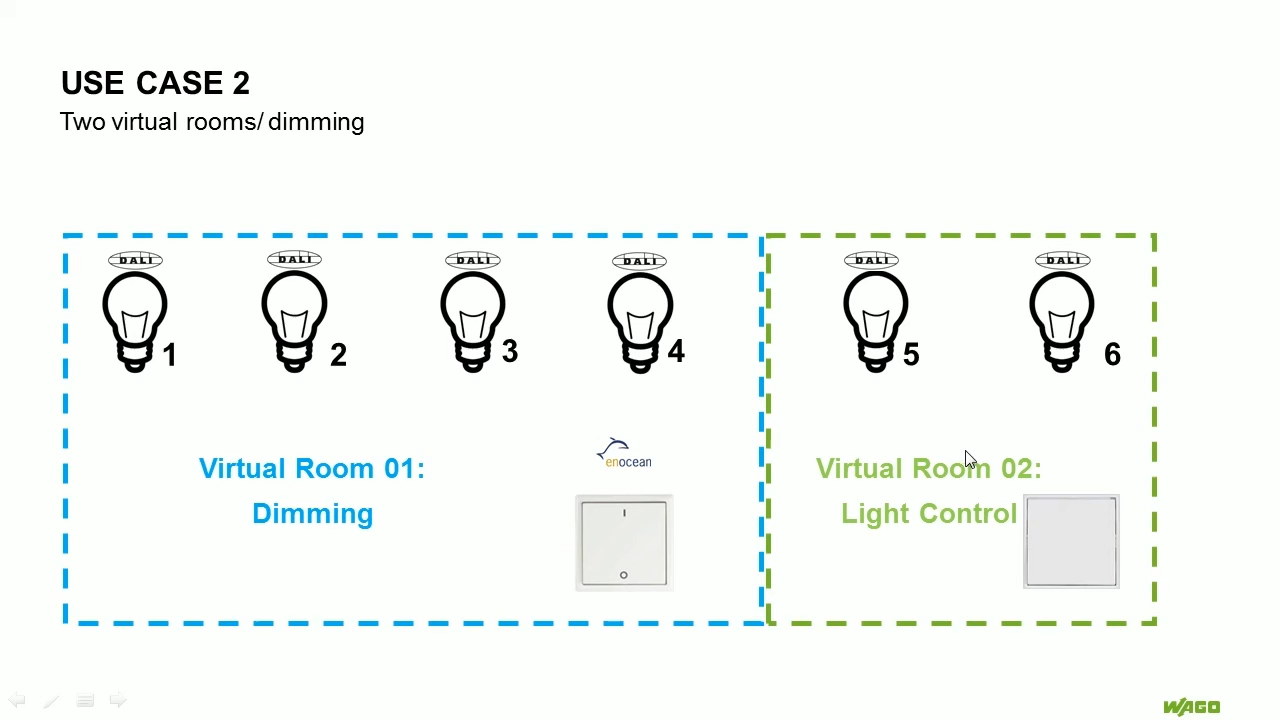 USE CASE 2
Two virtual rooms/ dimming
DALI DALI DALI DALI DALI DALI
1 2 3 4 5 6
enocean
Virtual Room 01:
Dimming
Virtual Room 02:
Light Control
WAGO